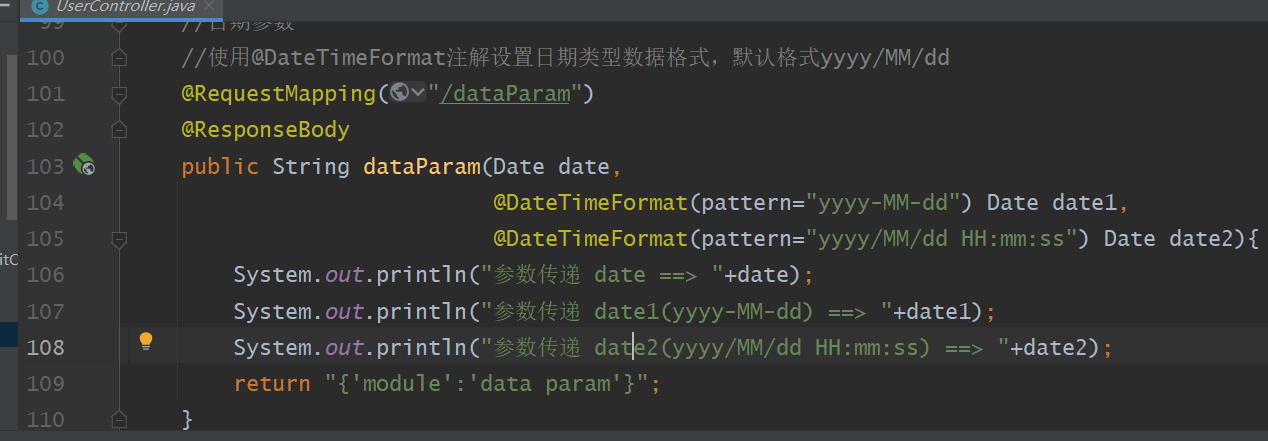 UserController.java
99 //日期参数
100 //使用@DateTimeFormat注解设置日期类型数据格式，默认格式yyyy/MM/dd
101 @RequestMapping("/dataParam")
102 @ResponseBody
103 public String dataParam(Date date,
104 @DateTimeFormat(pattern="yyyy-MM-dd") Date date1,
105 @DateTimeFormat(pattern="yyyy/MM/dd HH:mm:ss") Date date2){
106 System.out.println("参数传递 date ==> "+date);
107 System.out.println("参数传递 date1(yyyy-MM-dd) ==> "+date1);
108 System.out.println("参数传递 date2(yyyy/MM/dd HH:mm:ss) ==> "+date2);
109 return "{'module':'data param'}";
110 }